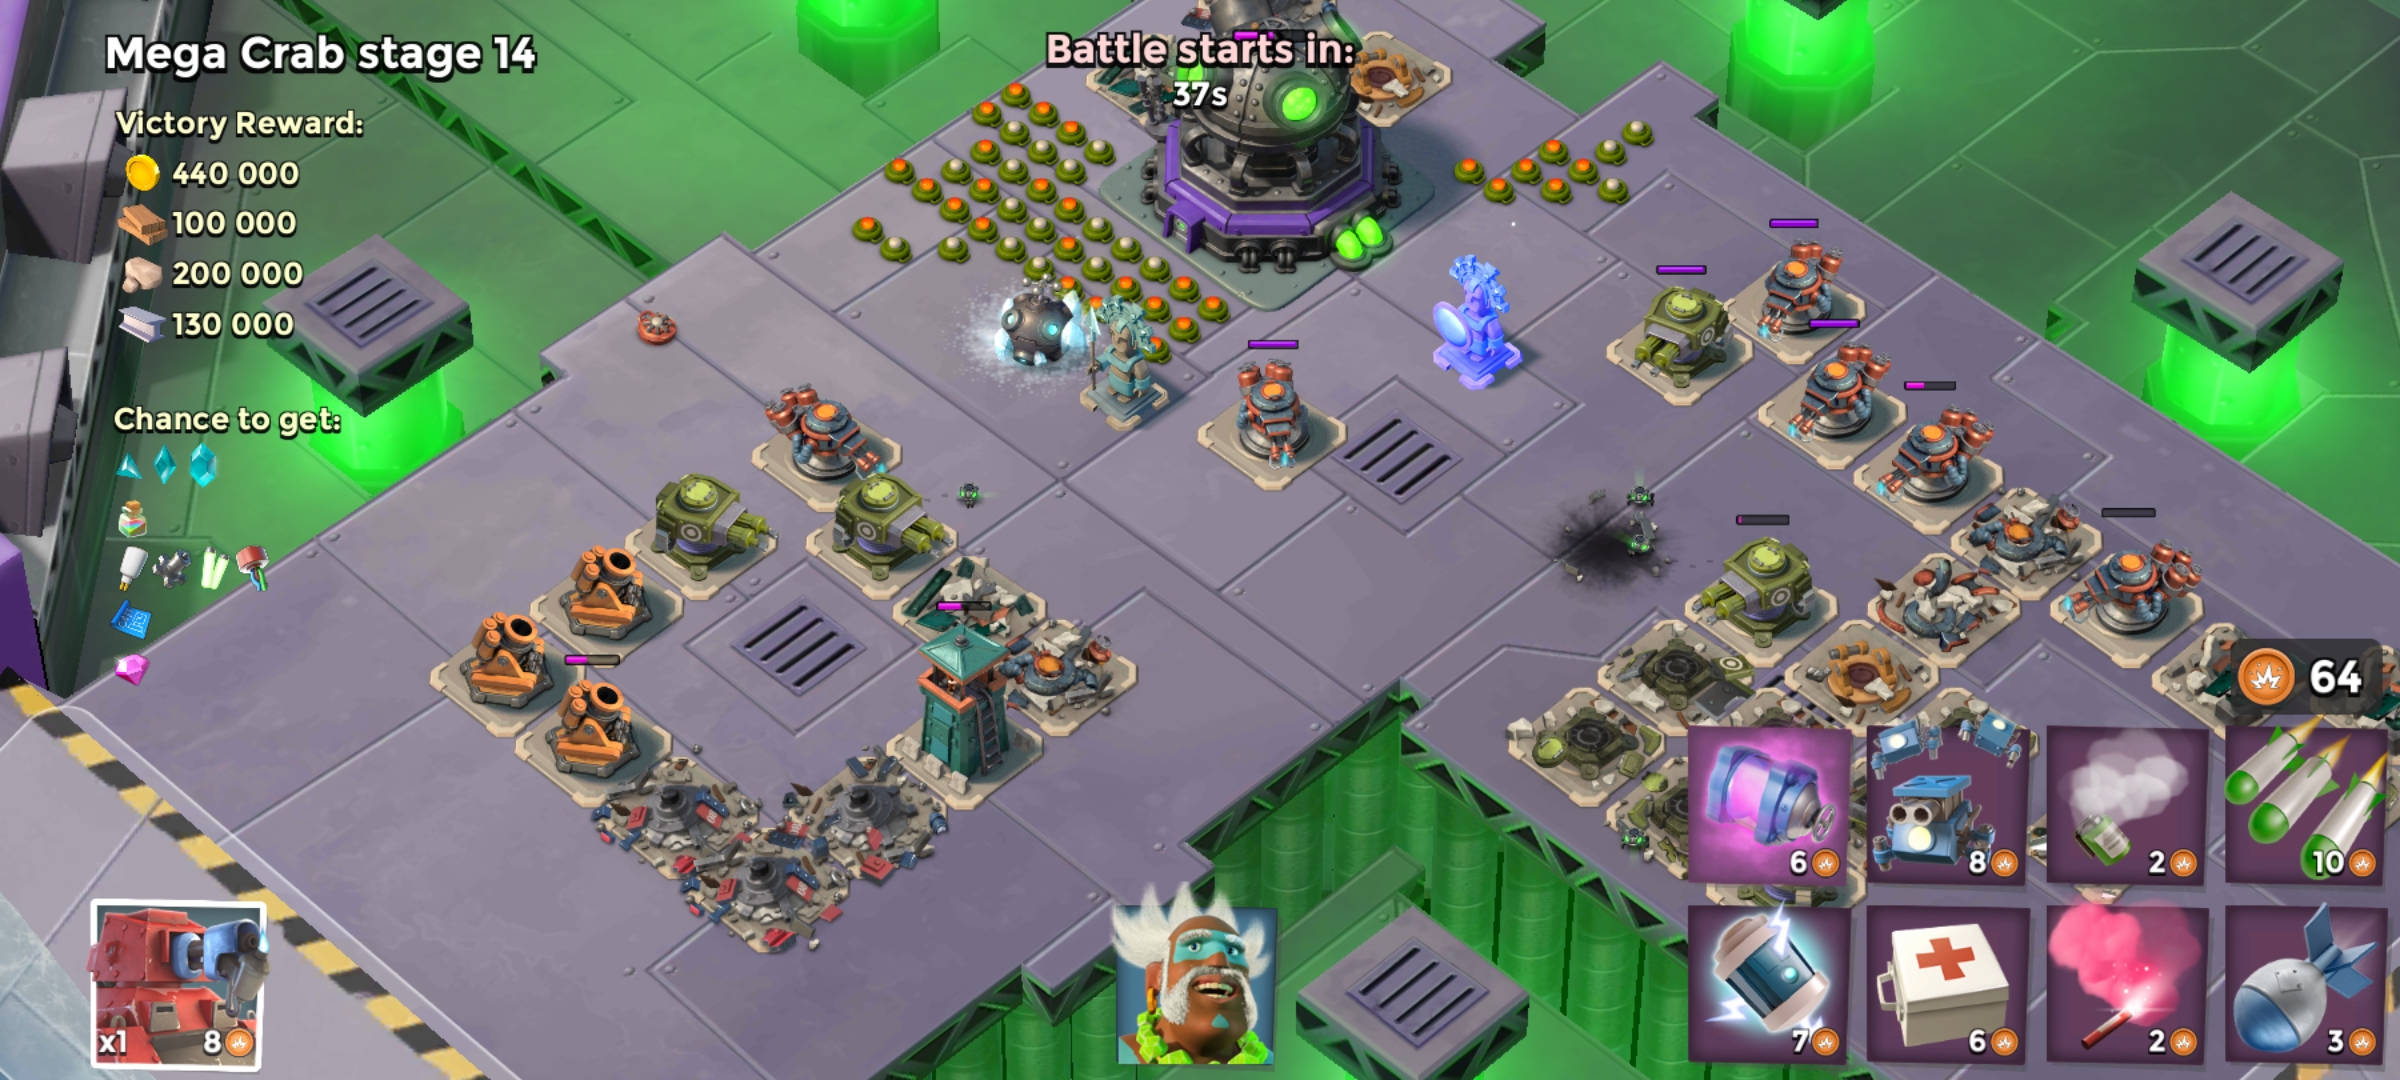 Mega Crab stage 14
Battle starts in:
37s
Victory Reward:
440 000
100 000
200 000
130 000
Chance to get:
64
6
8
2
10
x1
8
7
6
2
3